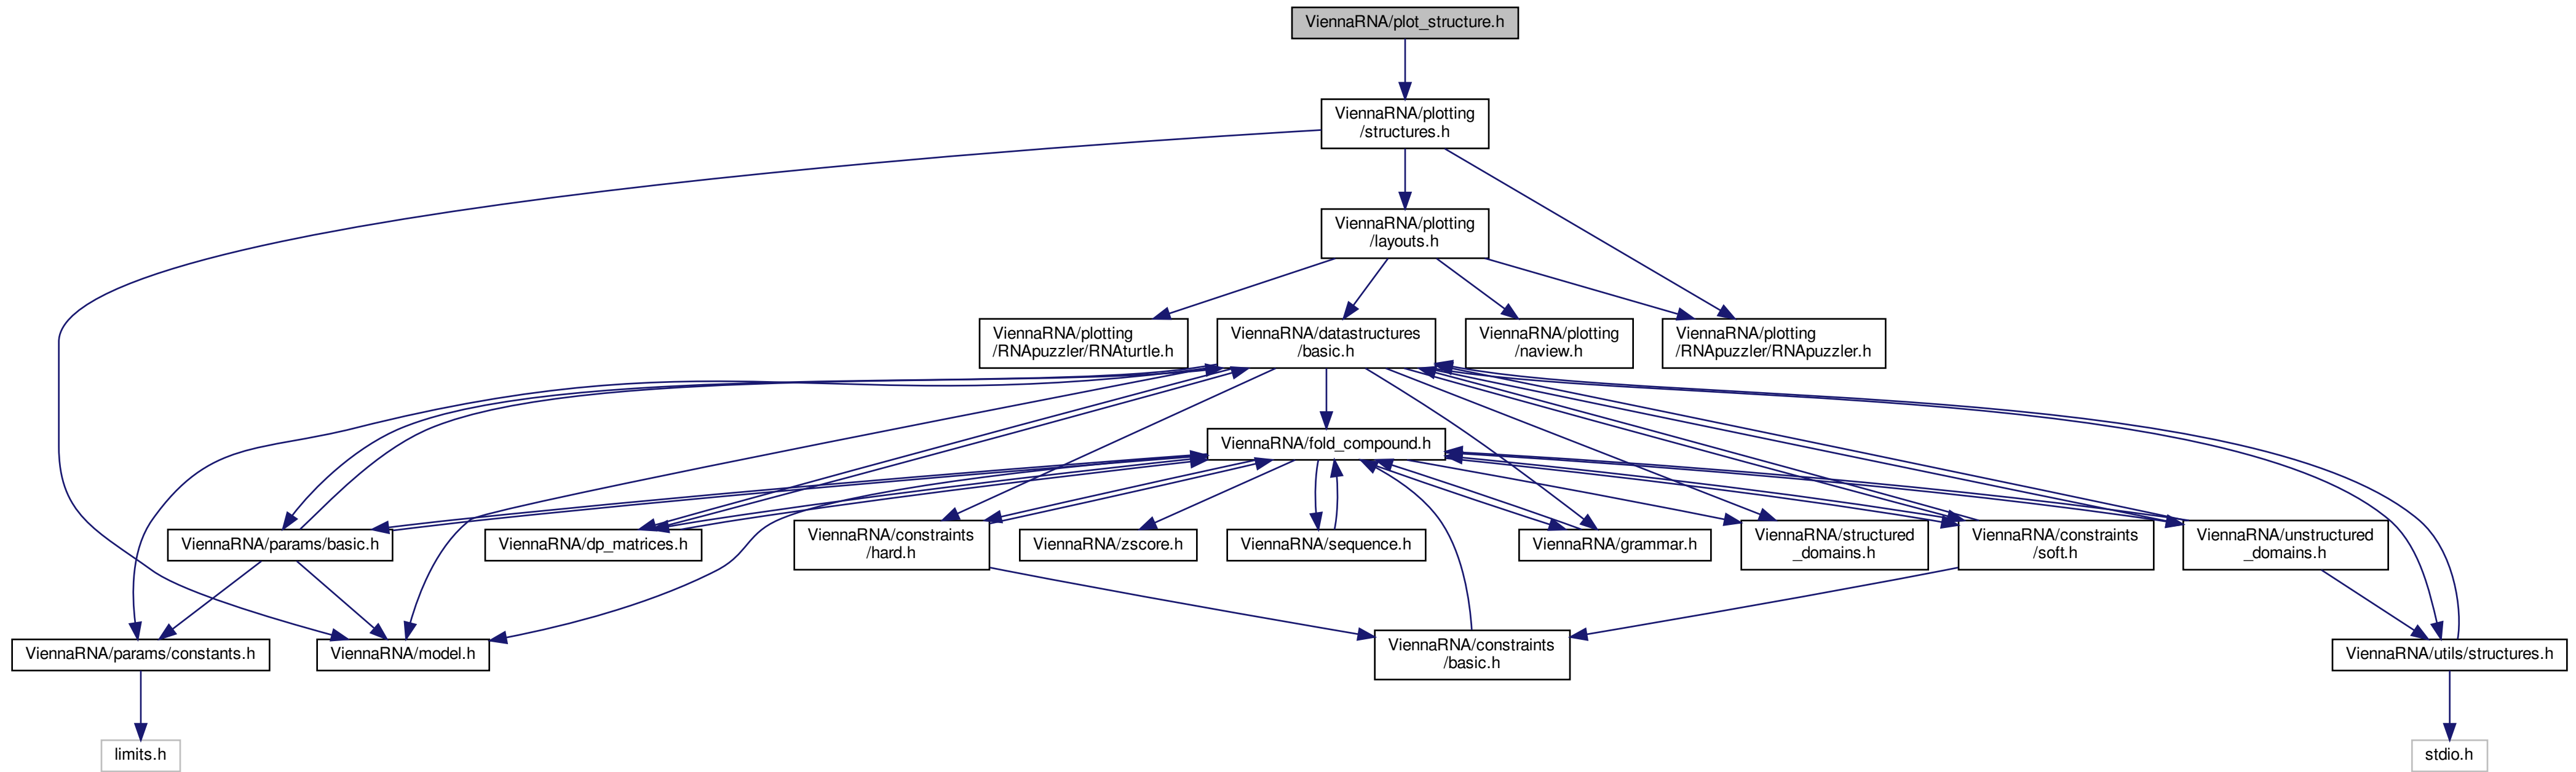 ViennaRNA/plot_structure.h
ViennaRNA/plotting
/structures.h
ViennaRNA/plotting
/layouts.h
ViennaRNA/plotting
/RNApuzzler/RNAturtle.h
ViennaRNA/datastructures
/basic.h
ViennaRNA/plotting
/naview.h
ViennaRNA/plotting
/RNApuzzler/RNApuzzler.h
ViennaRNA/fold_compound.h
ViennaRNA/params/basic.h
ViennaRNA/dp_matrices.h
ViennaRNA/constraints
/hard.h
ViennaRNA/zscore.h
ViennaRNA/sequence.h
ViennaRNA/grammar.h
ViennaRNA/structured
_domains.h
ViennaRNA/constraints
/soft.h
ViennaRNA/unstructured
_domains.h
ViennaRNA/params/constants.h
ViennaRNA/model.h
ViennaRNA/constraints
/basic.h
ViennaRNA/utils/structures.h
limits.h
stdio.h